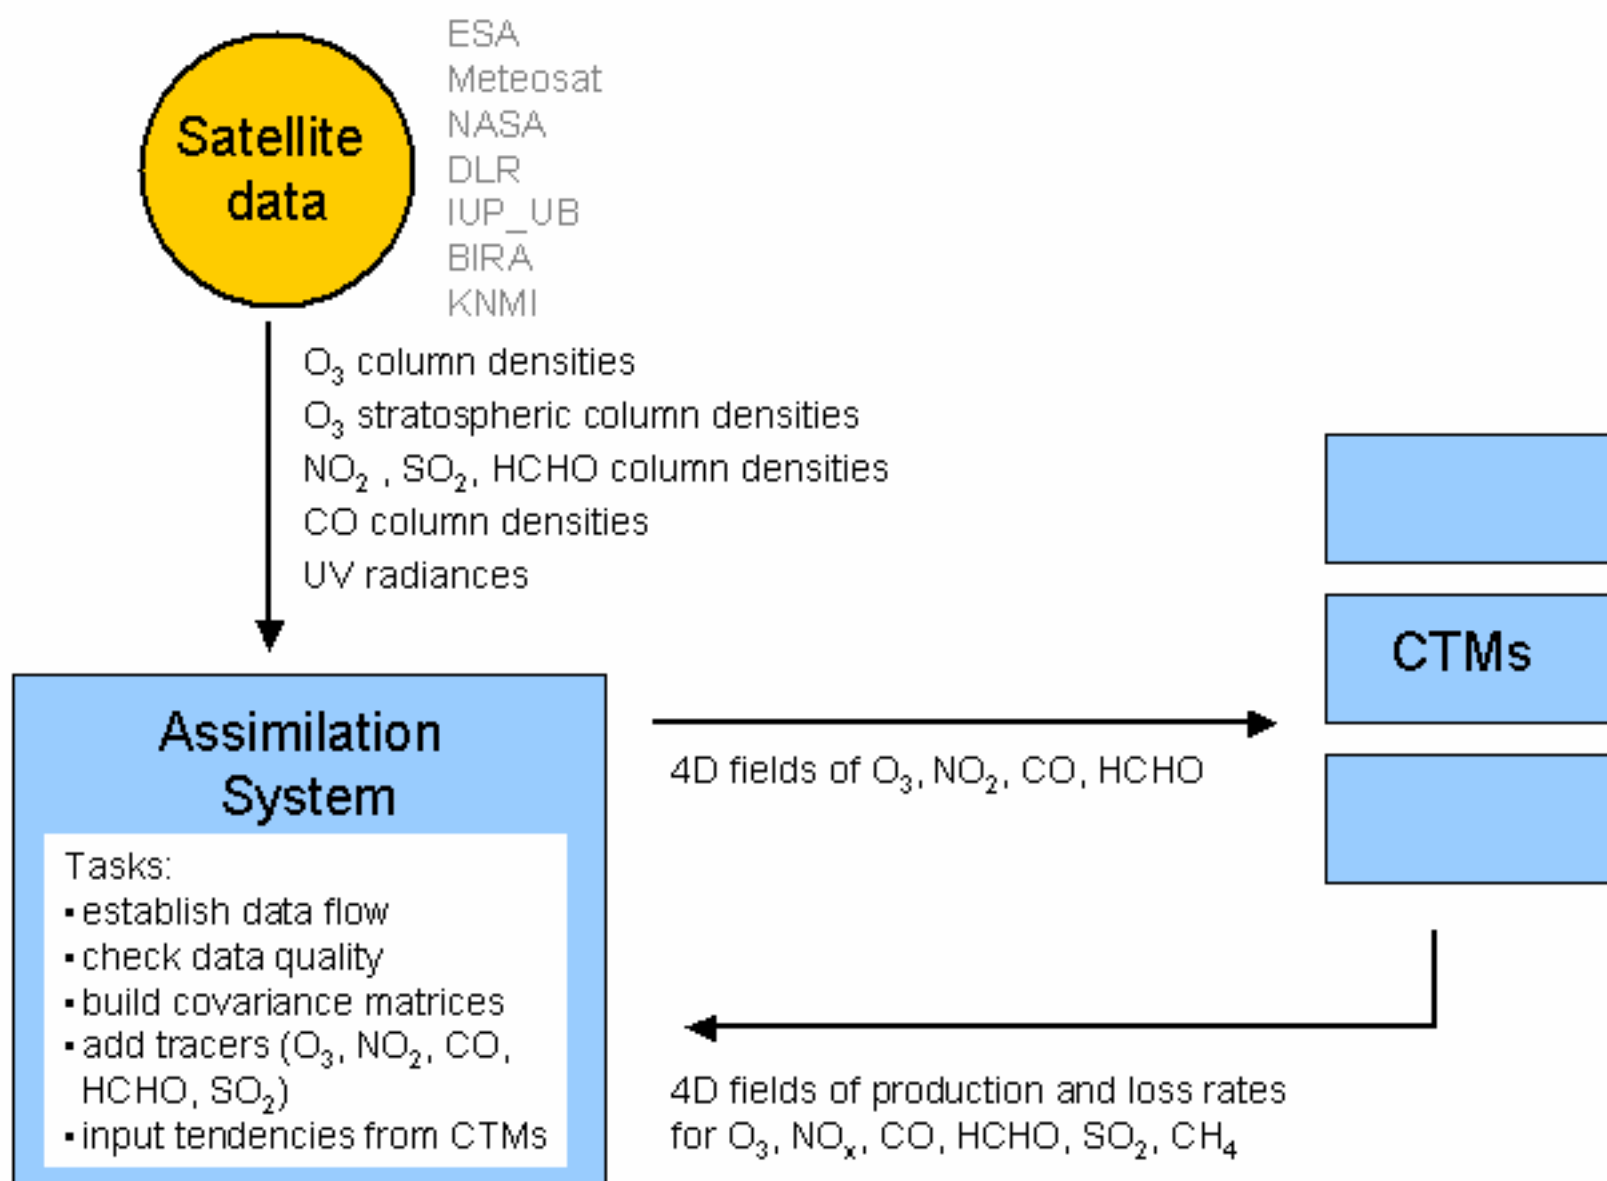 Satellite
data
ESA
Meteosat
NASA
DLR
IUP_UB
BIRA
KNMI
O₃ column densities
O₃ stratospheric column densities
NO₂ , SO₂, HCHO column densities
CO column densities
UV radiances
Assimilation
System
Tasks:
▪ establish data flow
▪ check data quality
▪ build covariance matrices
▪ add tracers (O₃, NO₂, CO,
HCHO, SO₂)
▪ input tendencies from CTMs
4D fields of O₃, NO₂, CO, HCHO
CTMs
4D fields of production and loss rates
for O₃, NOₓ, CO, HCHO, SO₂, CH₄